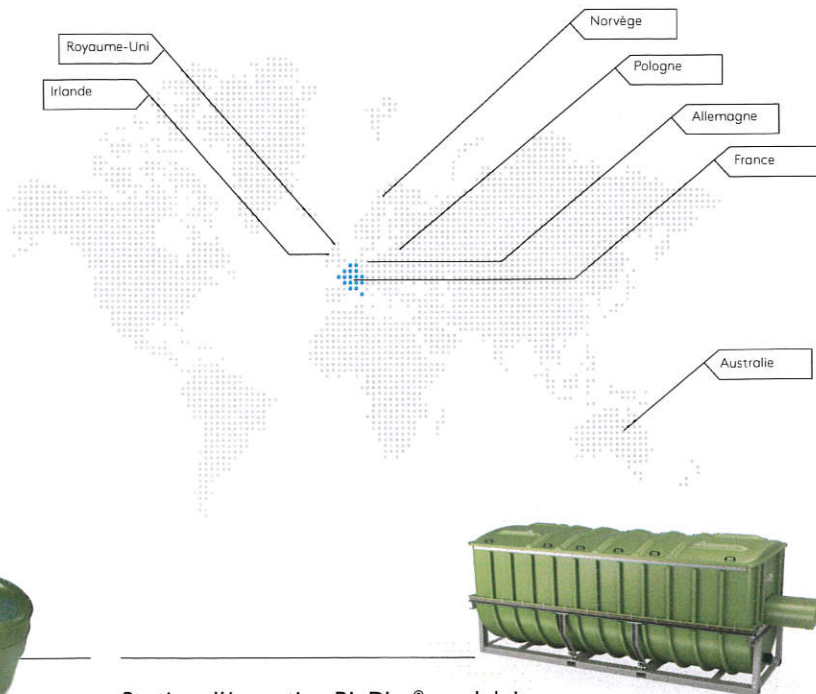 Norvège
Royaume-Uni
Pologne
Irlande
Allemagne
France
Australie